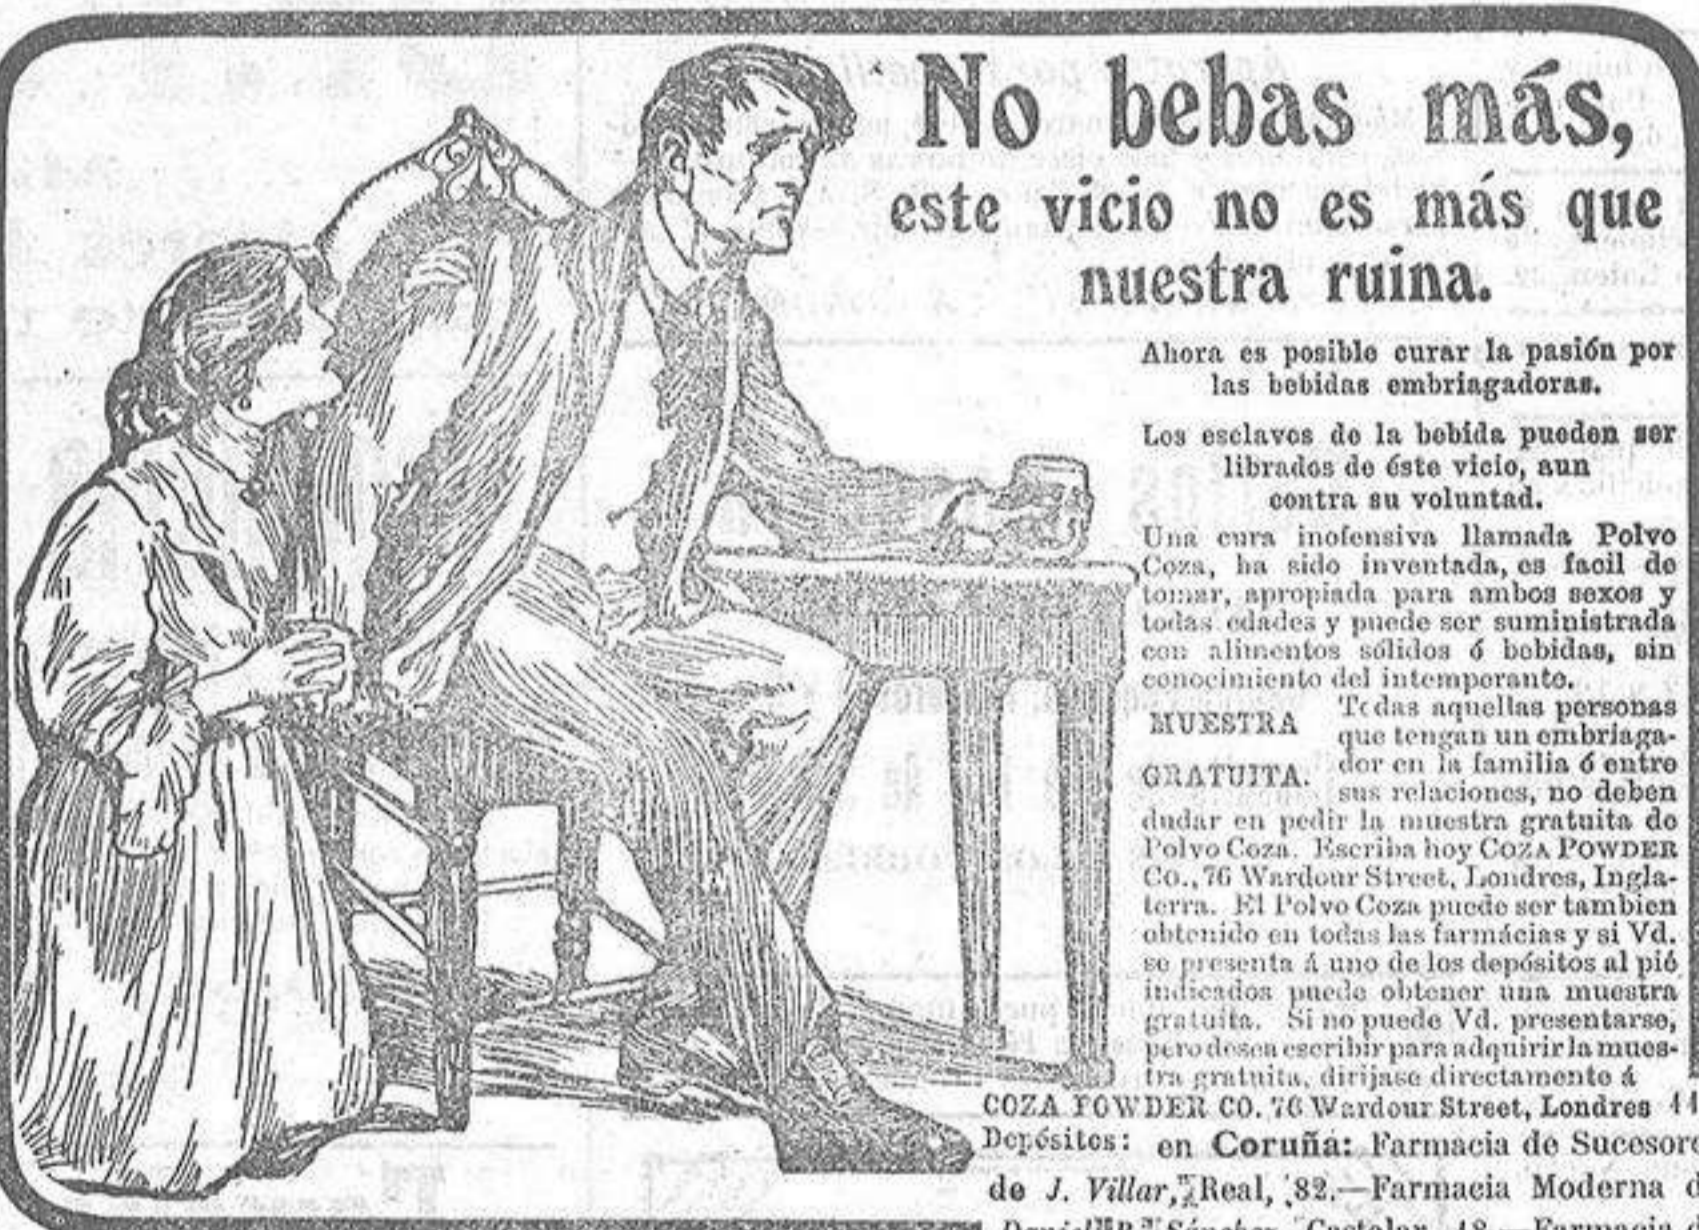 No bebas más,
este vicio no es más que
nuestra ruina.
Ahora es posible curar la pasión por
las bebidas embriagadoras.
Los esclavos de la bebida pueden ser
librados de éste vicio, aun
contra su voluntad.
Una cura inofensiva llamada Polvo
Coza, ha sido inventada, es facil de
tomar, apropiada para ambos sexos y
todas edades y puede ser suministrada
con alimentos sólidos ó bebidas, sin
conocimiento del intemperante.
MUESTRA
GRATUITA.
Todas aquellas personas
que tengan un embriaga-
dor en la familia ó entre
sus relaciones, no deben
dudar en pedir la muestra gratuita de
Polvo Coza. Escriba hoy COZA POWDER
Co., 76 Wardour Street, Londres, Ingla-
terra. El Polvo Coza puede ser tambien
obtenido en todas las farmácias y si Vd.
se presenta á uno de los depósitos al pié
indicados puede obtener una muestra
gratuita. Si no puede Vd. presentarse,
pero desea escribir para adquirir la mues-
tra gratuita, dirijase directamente á
COZA POWDER CO. 76 Wardour Street, Londres 11
Depósitos: en Coruña: Farmacia de Sucesore
de J. Villar, Real, 82.—Farmacia Moderna d
Sánchez, Castelar, 18.—Farmacia